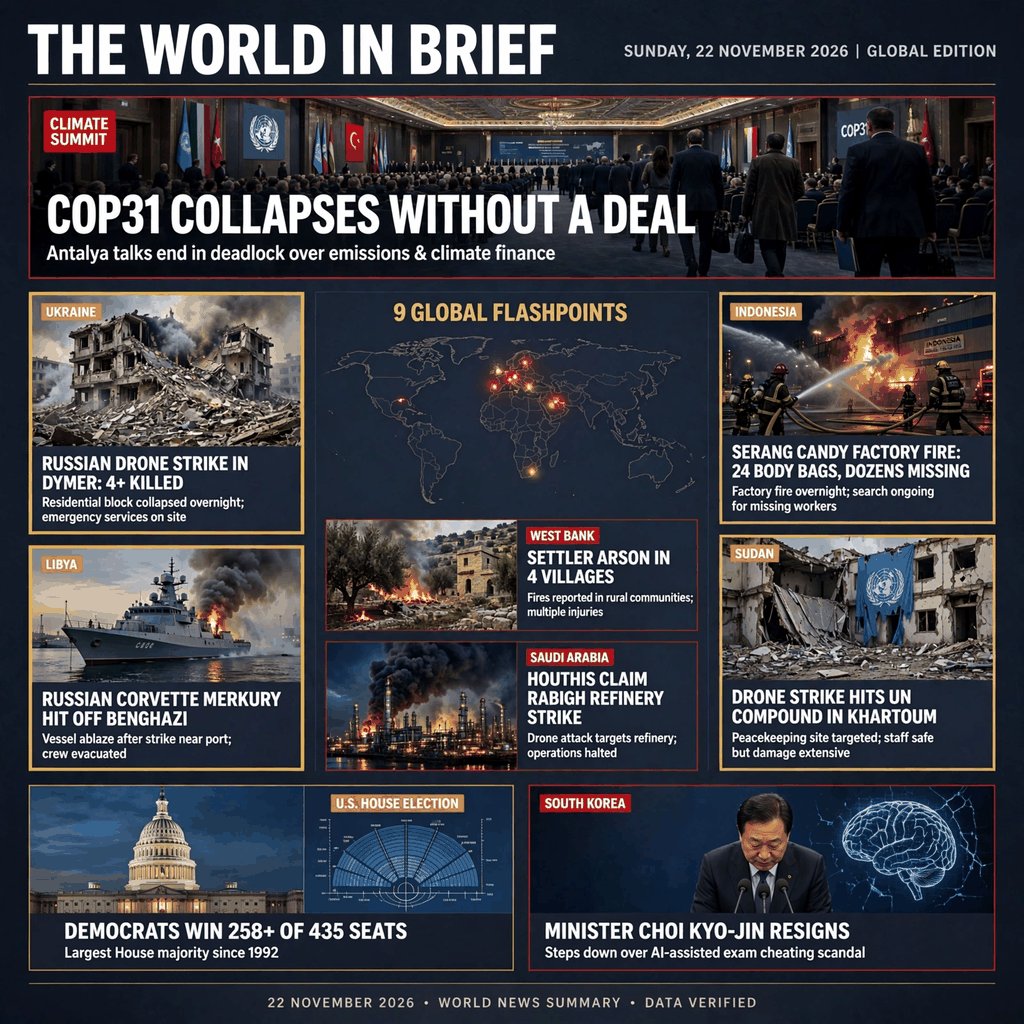 THE WORLD IN BRIEF
SUNDAY, 22 NOVEMBER 2026 | GLOBAL EDITION
CLIMATE
SUMMIT
COP31
COP31 COLLAPSES WITHOUT A DEAL
Antalya talks end in deadlock over emissions & climate finance
UKRAINE
RUSSIAN DRONE STRIKE IN
DYMER: 4+ KILLED
Residential block collapsed overnight;
emergency services on site
9 GLOBAL FLASHPOINTS
INDONESIA
INDONESIA
SERANG CANDY FACTORY FIRE:
24 BODY BAGS, DOZENS MISSING
Factory fire overnight; search ongoing
for missing workers
LIBYA
RUSSIAN CORVETTE MERKURY
HIT OFF BENGHAZI
Vessel ablaze after strike near port;
crew evacuated
WEST BANK
SETTLER ARSON IN
4 VILLAGES
Fires reported in rural communities;
multiple injuries
SAUDI ARABIA
HOUTHIS CLAIM
RABIGH REFINERY
STRIKE
Drone attack targets refinery;
operations halted
SUDAN
DRONE STRIKE HITS UN
COMPOUND IN KHARTOUM
Peacekeeping site targeted; staff safe
but damage extensive
U.S. HOUSE ELECTION
DEMOCRATS WIN 258+ OF 435 SEATS
Largest House majority since 1992
SOUTH KOREA
MINISTER CHOI KYO-JIN RESIGNS
Steps down over AI-assisted exam cheating scandal
22 NOVEMBER 2026 • WORLD NEWS SUMMARY • DATA VERIFIED